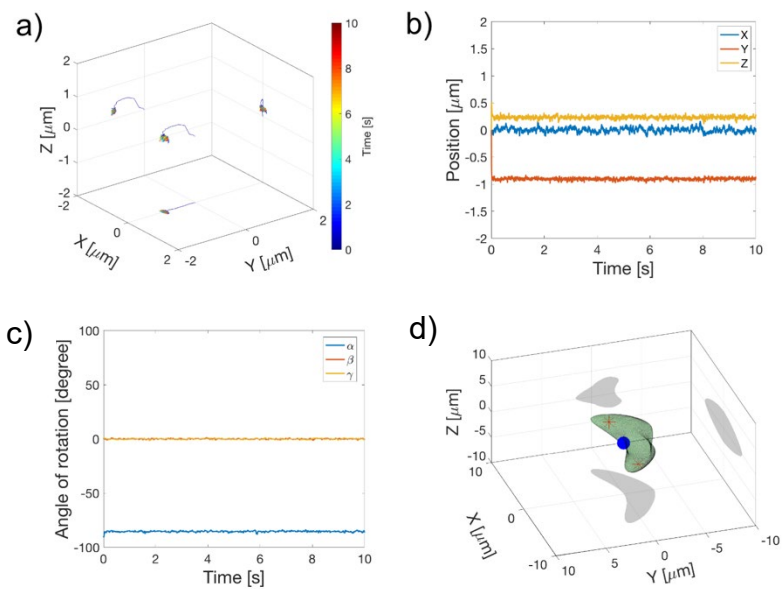 a)
2
1
0
-1
-2
Z [μm]
-2
0
2
X [μm]
-2
0
2
Y [μm]
10
8
6
4
2
0
Time [s]
b)
2
1.5
1
0.5
0
-0.5
-1
-1.5
-2
Position [μm]
0 2 4 6 8 10
Time [s]
X
Y
Z
c)
100
50
0
-50
-100
Angle of rotation [degree]
0 2 4 6 8 10
Time [s]
α
β
γ
d)
10
5
0
-5
-10
Z [μm]
10
0
-10
X [μm]
10 5 0 -5 -10
Y [μm]